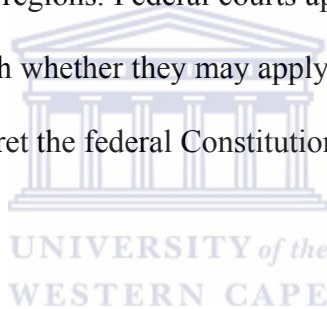 regions. Federal courts ap
h whether they may apply
ret the federal Constitution
UNIVERSITY of the
WESTERN CAPE